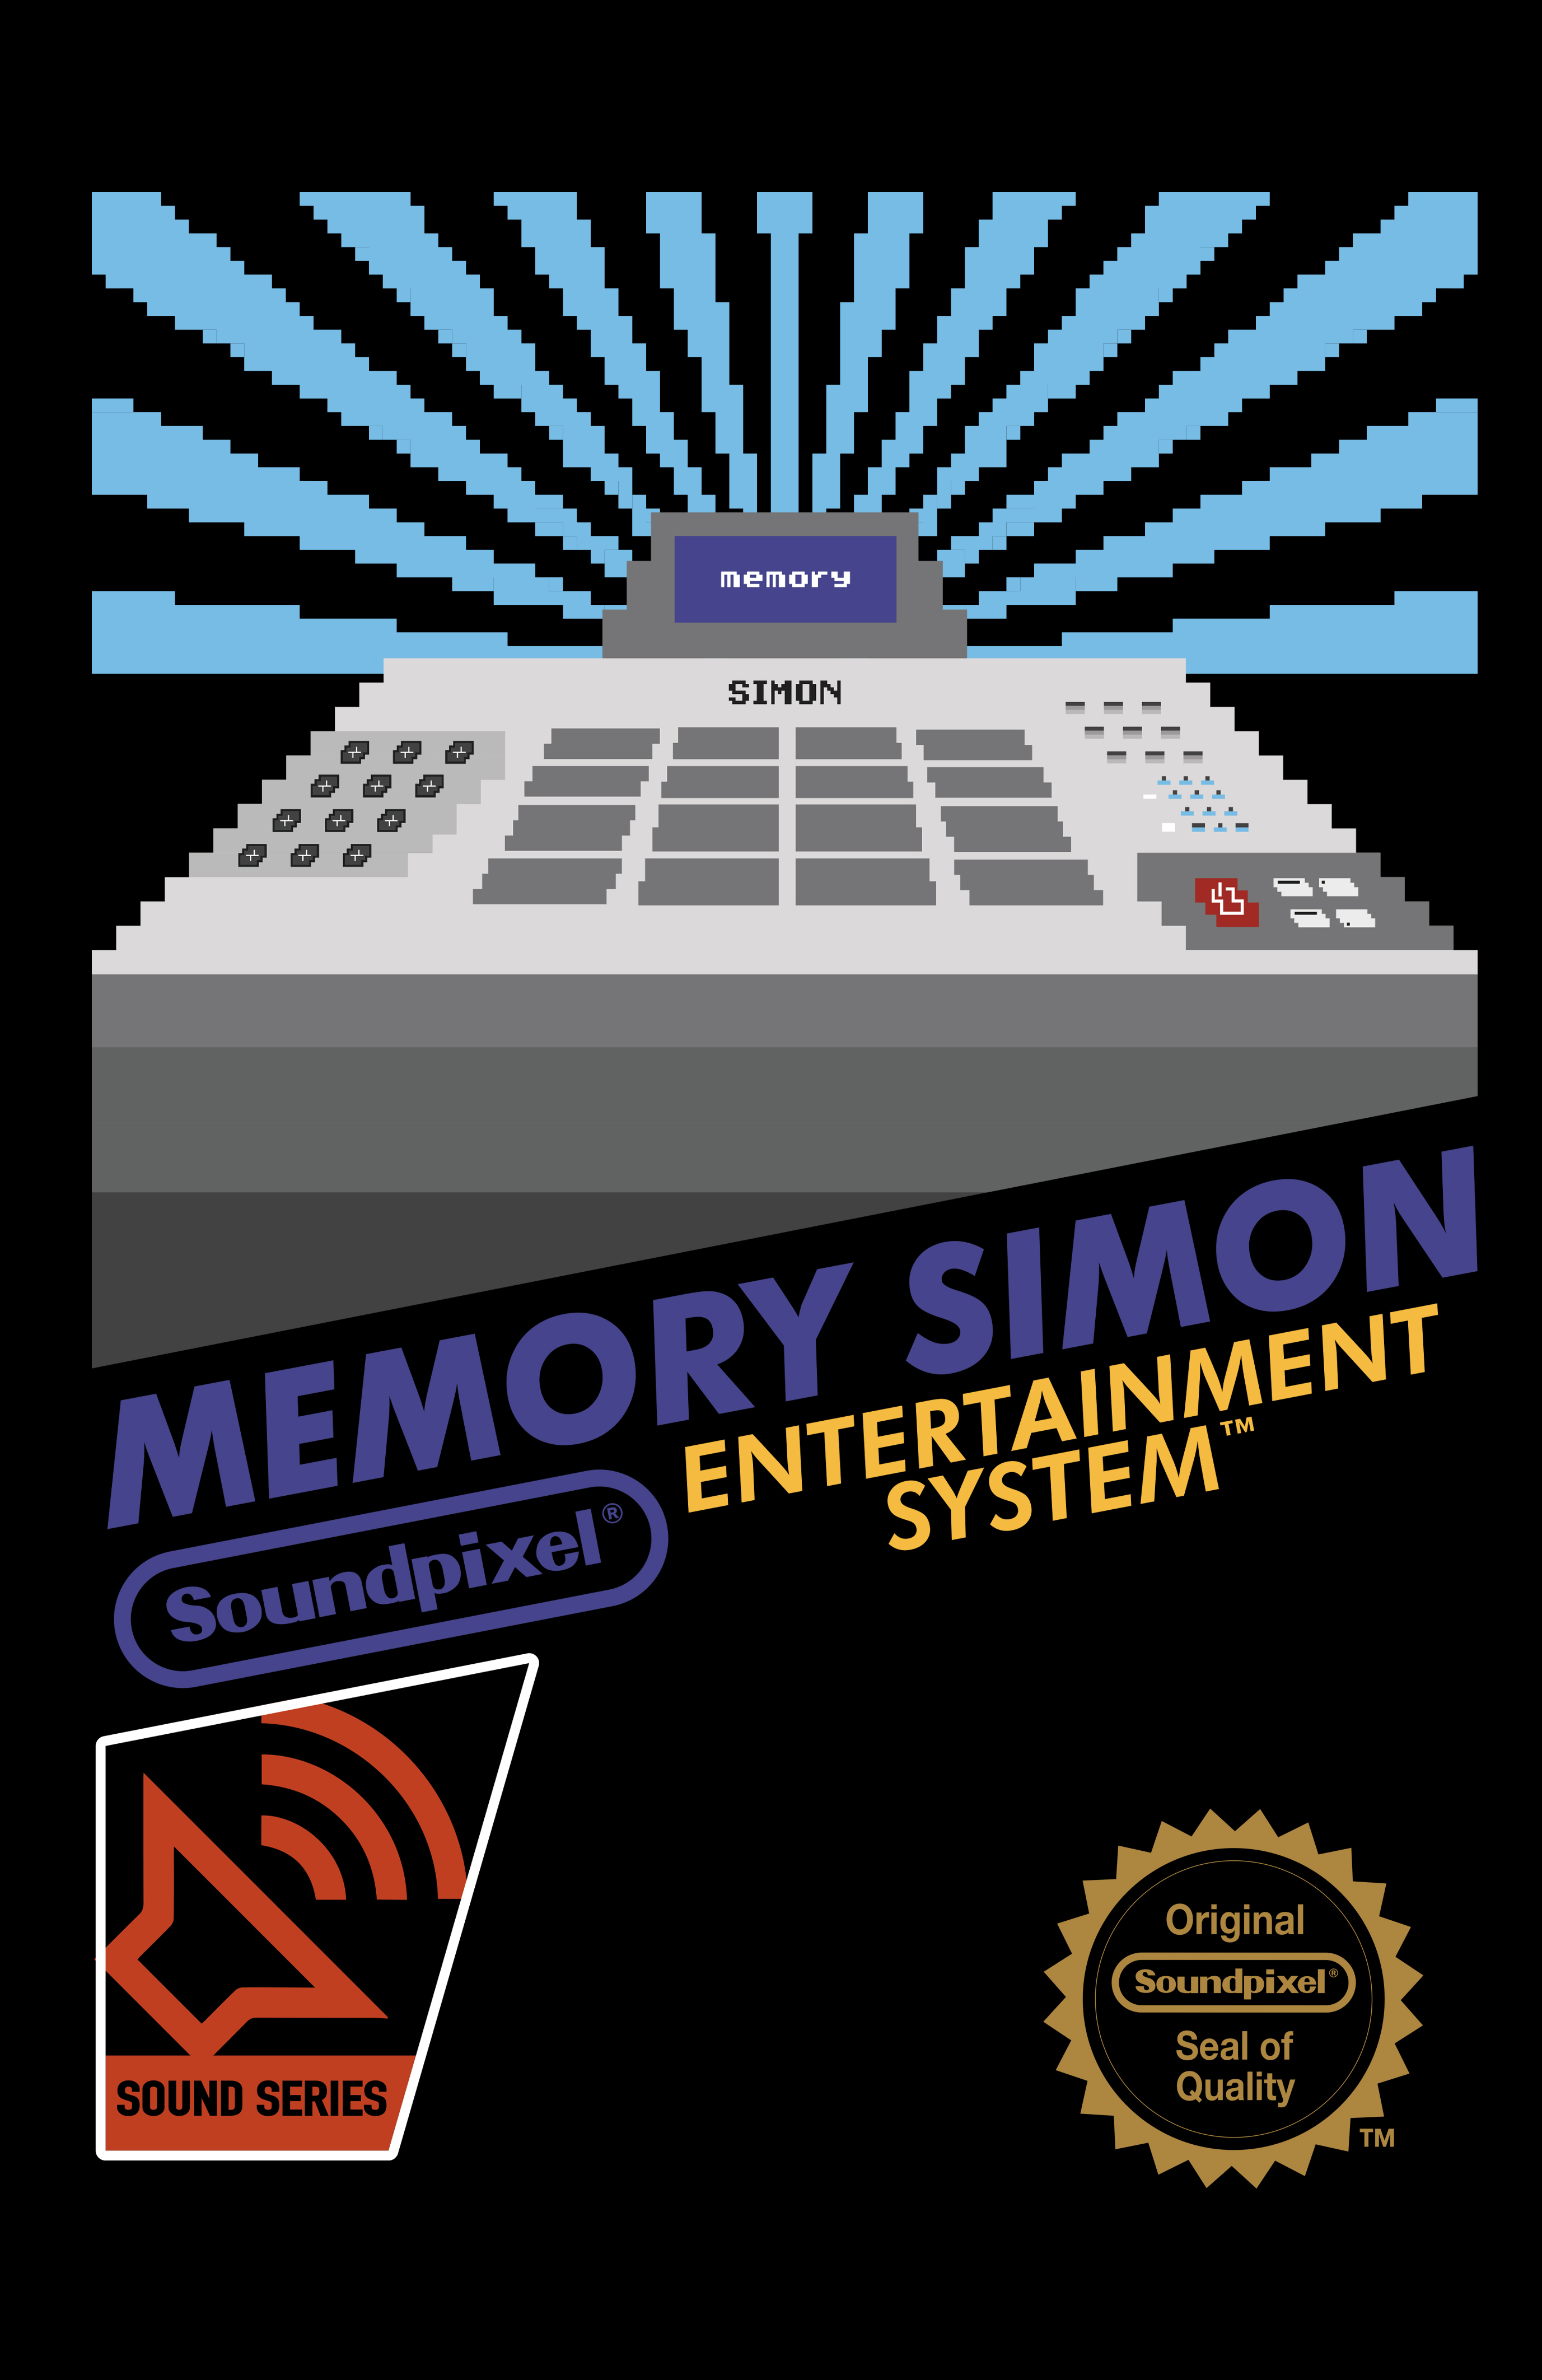 memory
SIMON
MEMORY SIMON
ENTERTAINMENT
SYSTEM™
Soundpixel®
SOUND SERIES
Original
Soundpixel®
Seal of
Quality
TM